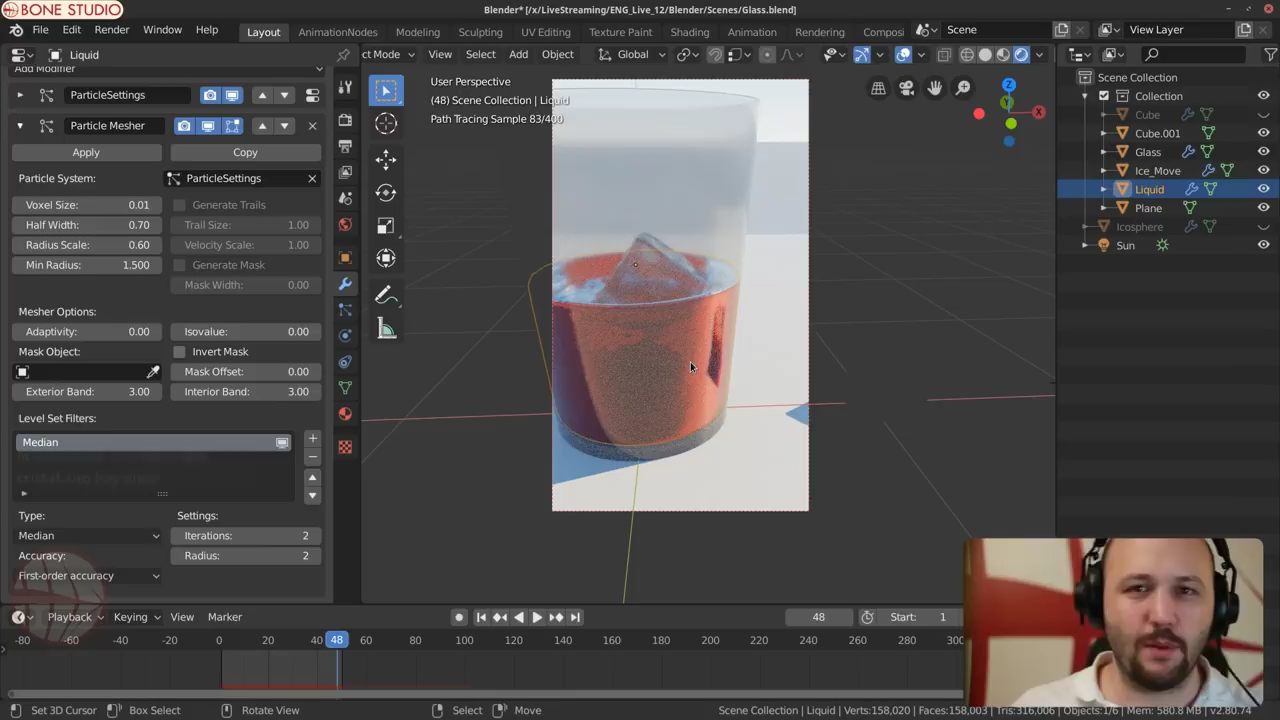 BONE STUDIO
Blender* [/x/LiveStreaming/ENG_Live_12/Blender/Scenes/Glass.blend]
File Edit Render Window Help Layout AnimationNodes Modeling Sculpting UV Editing Texture Paint Shading Animation Rendering Composi Scene View Layer
Liquid
ct Mode View Select Add Object Global
Add Modifier
ParticleSettings
Particle Mesher
Apply Copy
Particle System: ParticleSettings
Voxel Size: 0.01 Generate Trails
Half Width: 0.70 Trail Size: 1.00
Radius Scale: 0.60 Velocity Scale: 1.00
Min Radius: 1.500 Generate Mask
Mask Width: 0.00
Mesher Options:
Adaptivity: 0.00 Isovalue: 0.00
Mask Object: Invert Mask
Mask Offset: 0.00
Exterior Band: 3.00 Interior Band: 3.00
Level Set Filters:
Median
Type: Settings:
Median Iterations: 2
Accuracy: Radius: 2
First-order accuracy
User Perspective
(48) Scene Collection | Liquid
Path Tracing Sample 83/400
Z
Y
X
Scene Collection
Collection
Cube
Cube.001
Glass
Ice_Move
Liquid
Plane
Icosphere
Sun
Playback Keying View Marker 48 Start: 1
-80 -60 -40 -20 0 20 40 48 60 80 100 120 140 160 180 200 220 240 260 280 300
Set 3D Cursor Box Select Rotate View Select Move Scene Collection | Liquid | Verts:158,020 | Faces:158,003 | Tris:316,006 | Objects:1/6 | Mem: 580.8 MB | v2.80.74